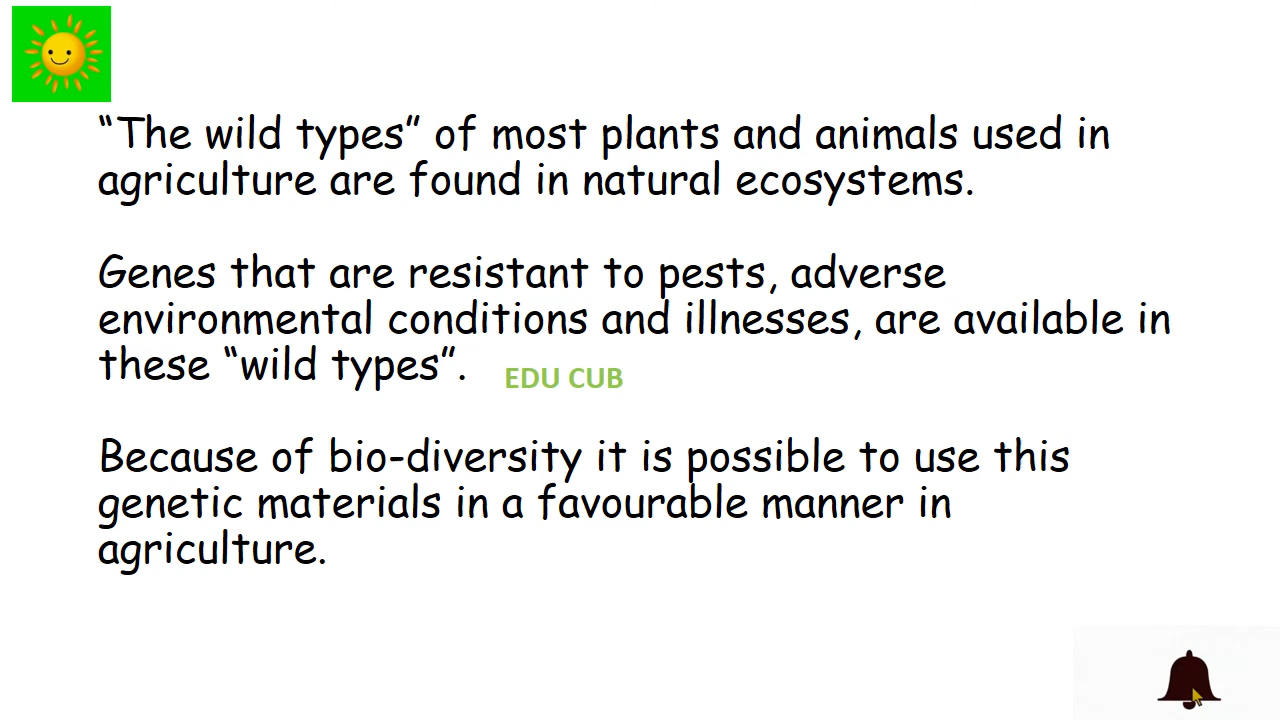 “The wild types” of most plants and animals used in
agriculture are found in natural ecosystems.
Genes that are resistant to pests, adverse
environmental conditions and illnesses, are available in
these “wild types”.
EDU CUB
Because of bio-diversity it is possible to use this
genetic materials in a favourable manner in
agriculture.